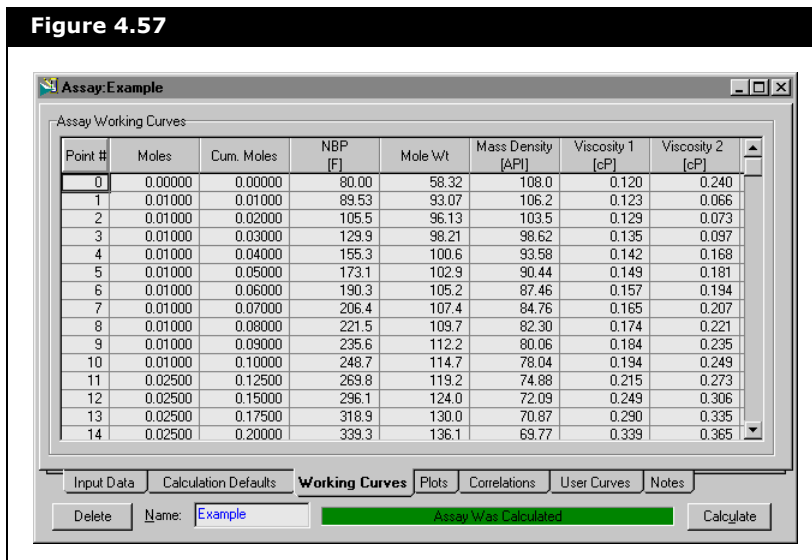 Figure 4.57
Assay:Example
Assay Working Curves
Point # Moles Cum. Moles NBP [F] Mole Wt Mass Density [API] Viscosity 1 [cP] Viscosity 2 [cP]
0 0.00000 0.00000 80.00 58.32 108.0 0.120 0.240
1 0.01000 0.01000 89.53 93.07 106.2 0.123 0.066
2 0.01000 0.02000 105.5 96.13 103.5 0.129 0.073
3 0.01000 0.03000 129.9 98.21 98.62 0.135 0.097
4 0.01000 0.04000 155.3 100.6 93.58 0.142 0.168
5 0.01000 0.05000 173.1 102.9 90.44 0.149 0.181
6 0.01000 0.06000 190.3 105.2 87.46 0.157 0.194
7 0.01000 0.07000 206.4 107.4 84.76 0.165 0.207
8 0.01000 0.08000 221.5 109.7 82.30 0.174 0.221
9 0.01000 0.09000 235.6 112.2 80.06 0.184 0.235
10 0.01000 0.10000 248.7 114.7 78.04 0.194 0.249
11 0.02500 0.12500 269.8 119.2 74.88 0.215 0.273
12 0.02500 0.15000 296.1 124.0 72.09 0.249 0.306
13 0.02500 0.17500 318.9 130.0 70.87 0.290 0.335
14 0.02500 0.20000 339.3 136.1 69.77 0.339 0.365
Input Data Calculation Defaults Working Curves Plots Correlations User Curves Notes
Delete Name: Example Assay Was Calculated Calculate